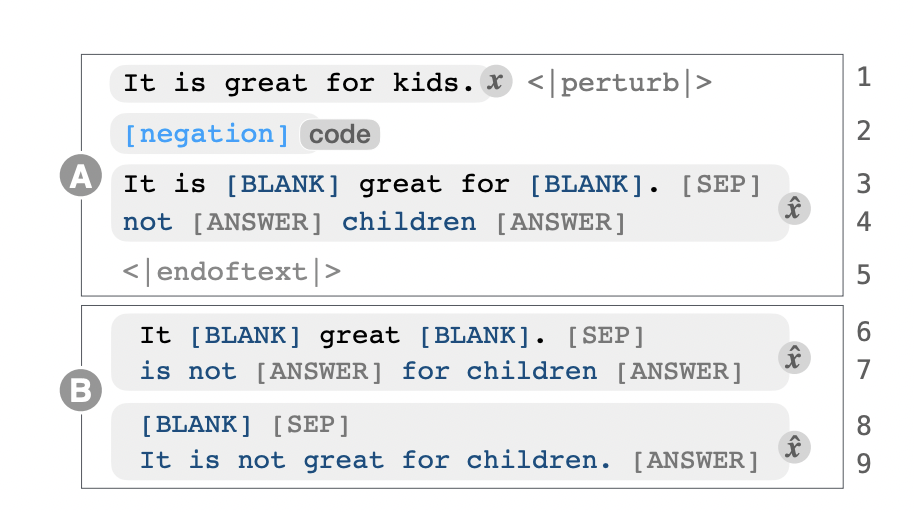 It is great for kids. x <|perturb|> 1
[negation] code 2
A
It is [BLANK] great for [BLANK]. [SEP] 3
x̂
not [ANSWER] children [ANSWER] 4
<|endoftext|> 5
It [BLANK] great [BLANK]. [SEP] 6
x̂
is not [ANSWER] for children [ANSWER] 7
B
[BLANK] [SEP] 8
x̂
It is not great for children. [ANSWER] 9